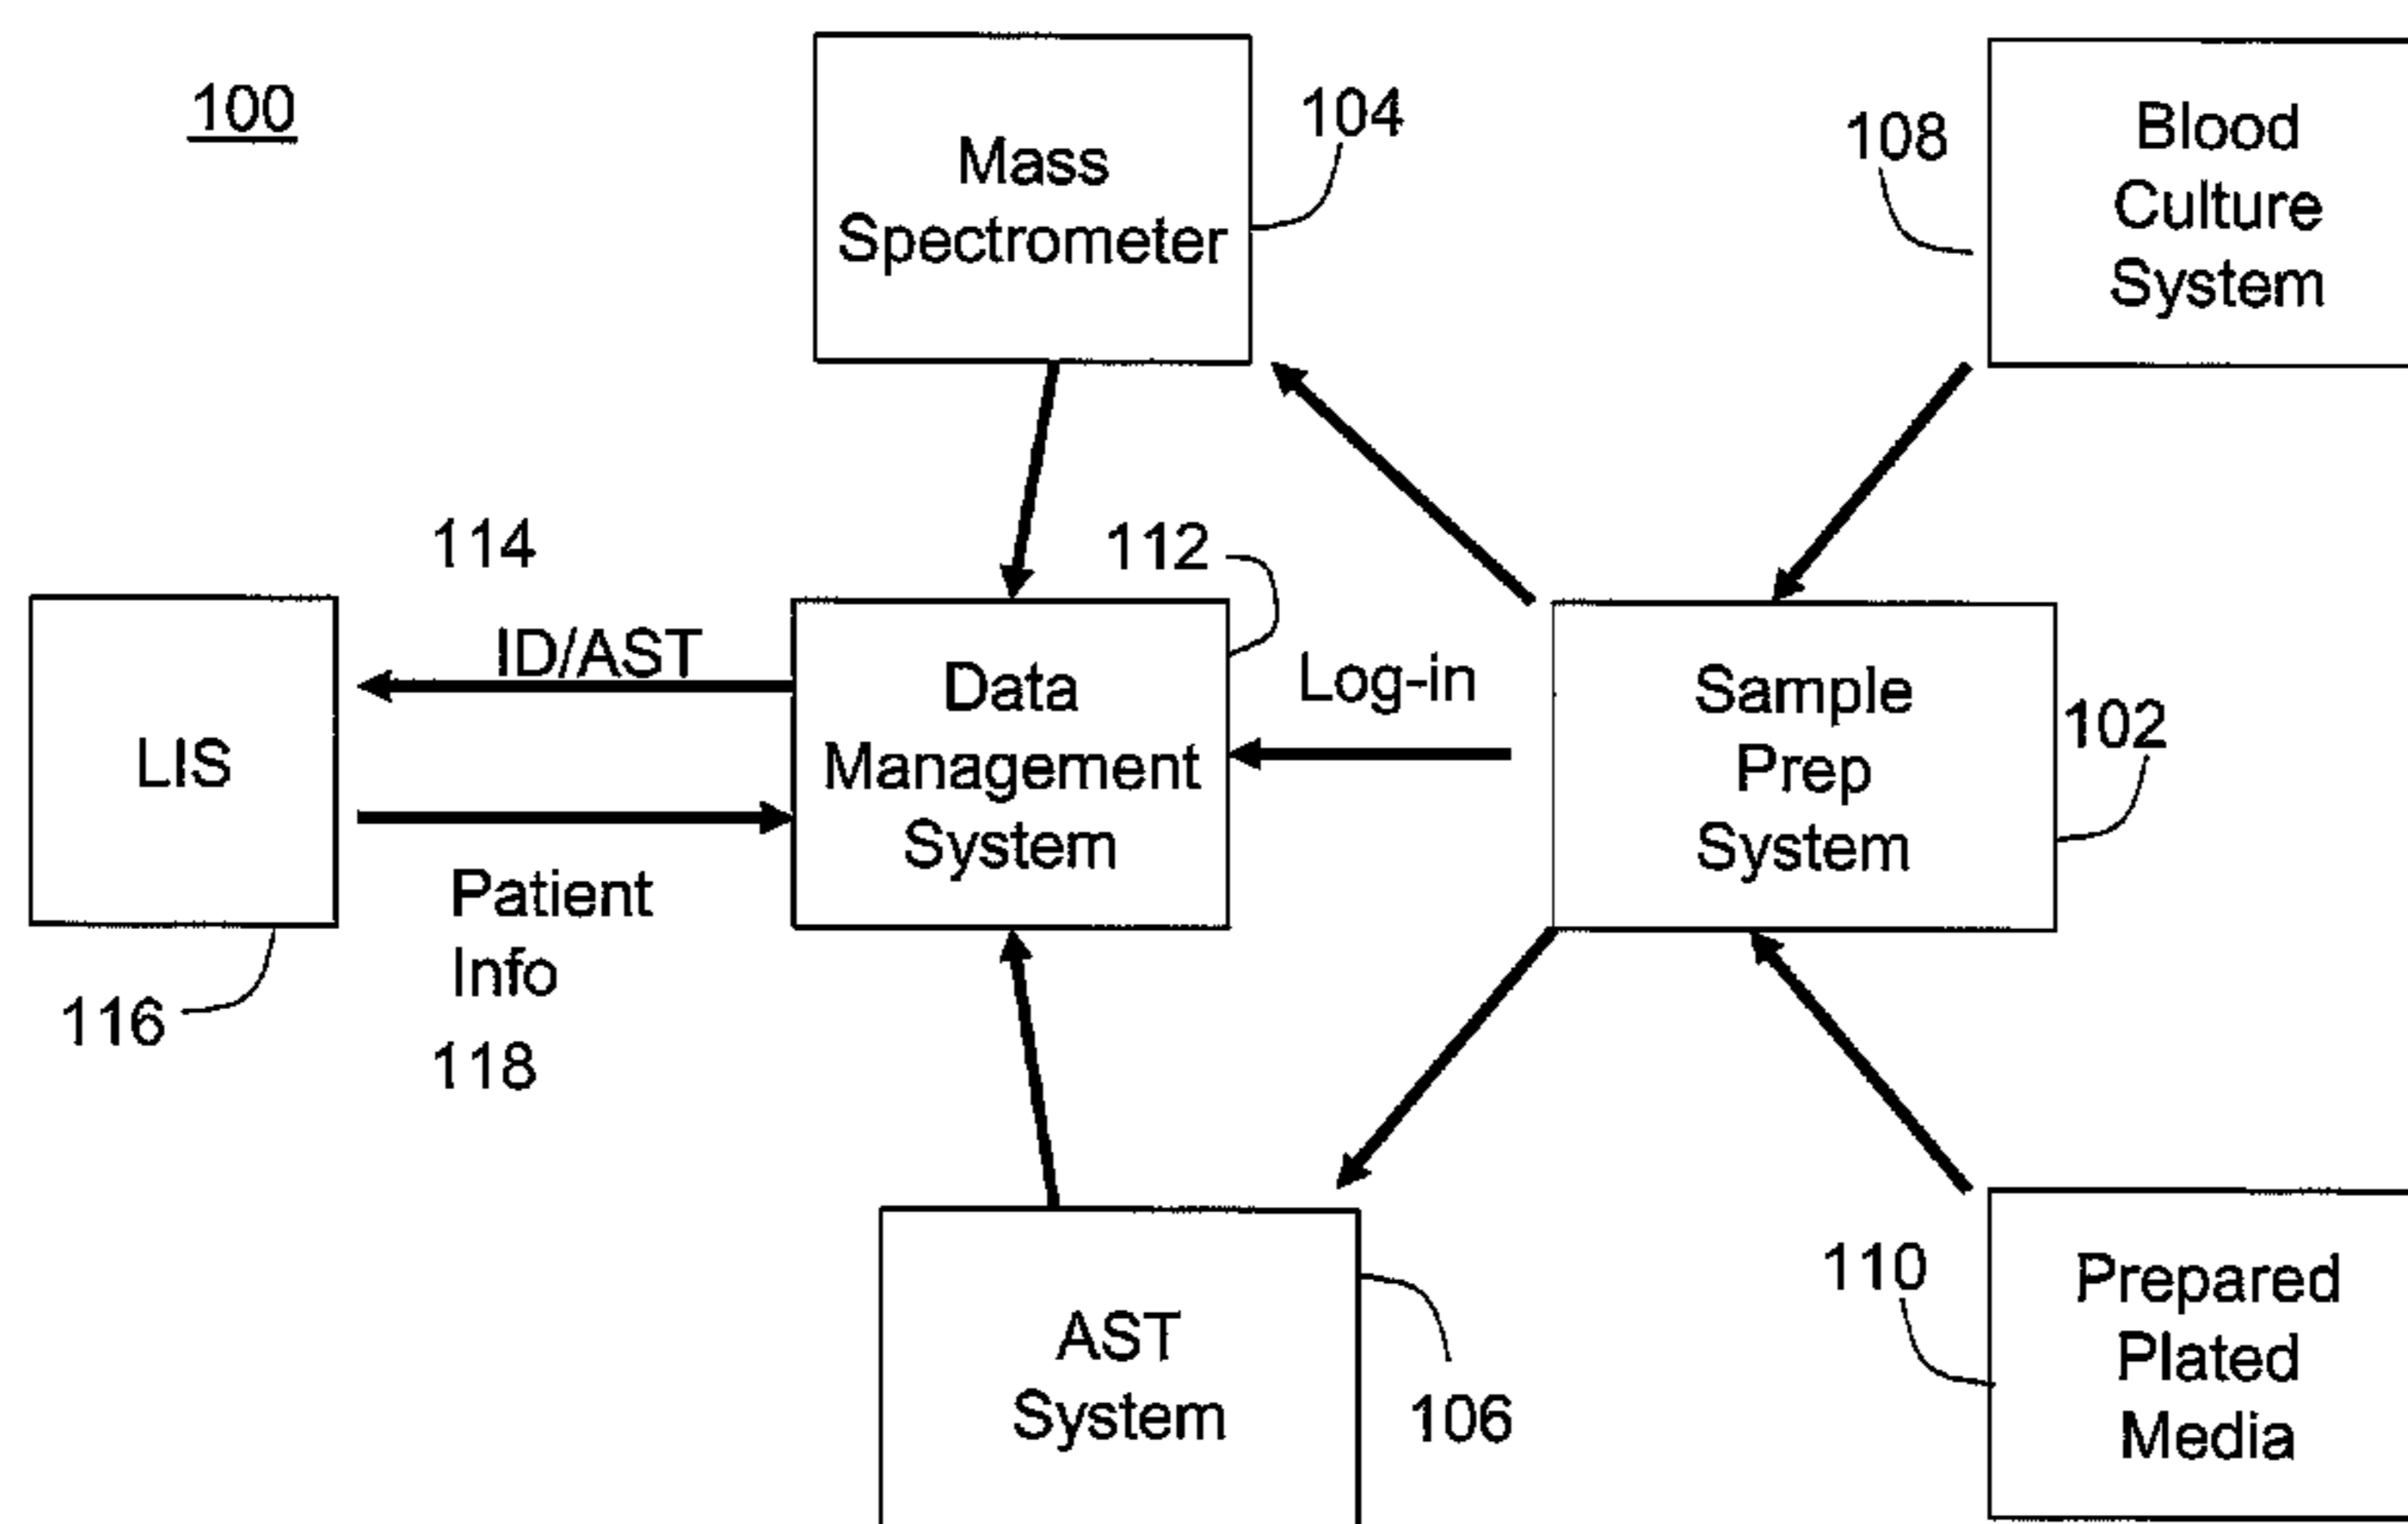 100
Mass
Spectrometer
104
108
Blood
Culture
System
114
ID/AST
LIS
Patient
Info
118
116
112
Data
Management
System
Log-in
Sample
Prep
System
102
AST
System
106
110
Prepared
Plated
Media